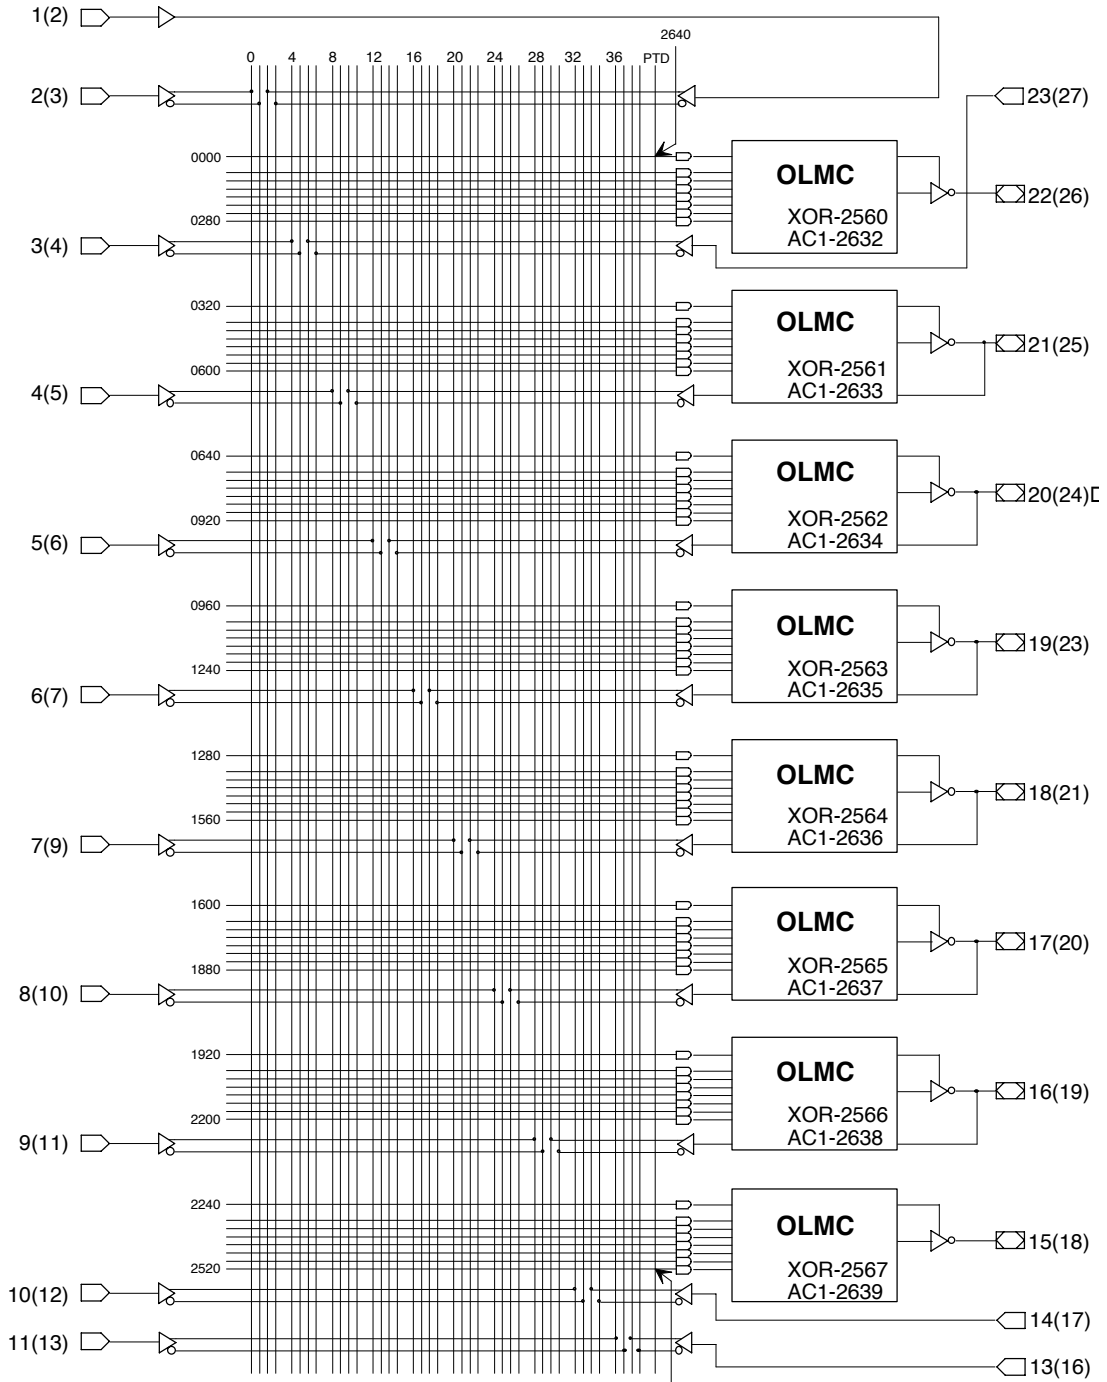 1(2)
2640
0 4 8 12 16 20 24 28 32 36 PTD
2(3)
23(27)
0000
OLMC
XOR-2560
AC1-2632
22(26)
0280
3(4)
0320
OLMC
XOR-2561
AC1-2633
21(25)
0600
4(5)
0640
OLMC
XOR-2562
AC1-2634
20(24)
0920
5(6)
0960
OLMC
XOR-2563
AC1-2635
19(23)
1240
6(7)
1280
OLMC
XOR-2564
AC1-2636
18(21)
1560
7(9)
1600
OLMC
XOR-2565
AC1-2637
17(20)
1880
8(10)
1920
OLMC
XOR-2566
AC1-2638
16(19)
2200
9(11)
2240
OLMC
XOR-2567
AC1-2639
15(18)
2520
10(12)
14(17)
11(13)
13(16)